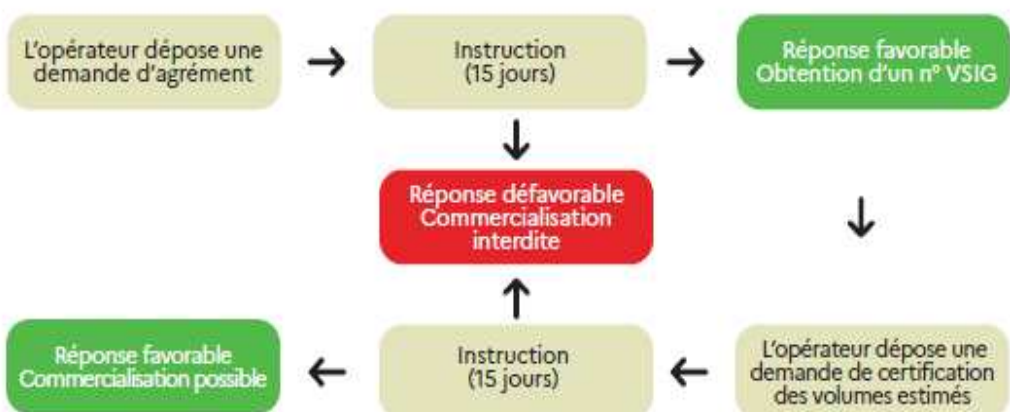 L'opérateur dépose une
demande d'agrément
Instruction
(15 jours)
Réponse favorable
Obtention d'un n° VSIG
Réponse défavorable
Commercialisation
interdite
Réponse favorable
Commercialisation possible
Instruction
(15 jours)
L'opérateur dépose une
demande de certification
des volumes estimés